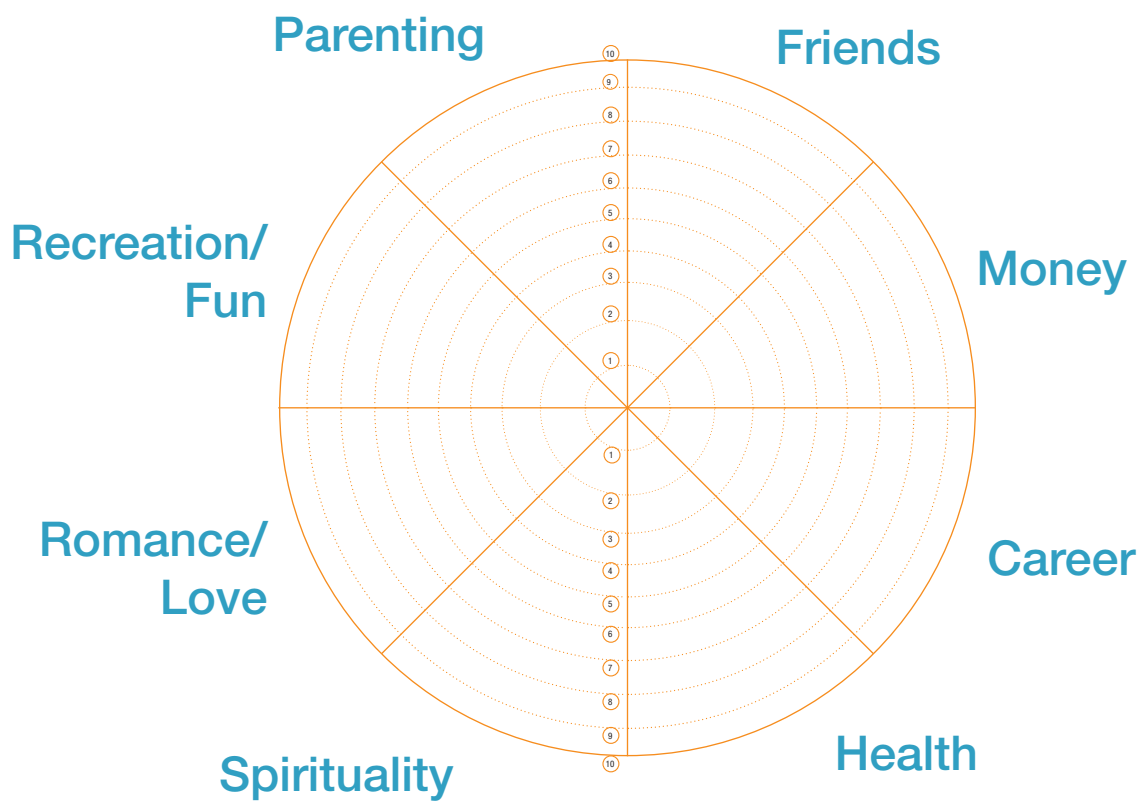 Parenting
Friends
10
9
8
7
6
5
4
3
2
1
Recreation/
Fun
Money
1
2
3
4
5
6
7
8
9
10
Romance/
Love
Career
Spirituality
Health